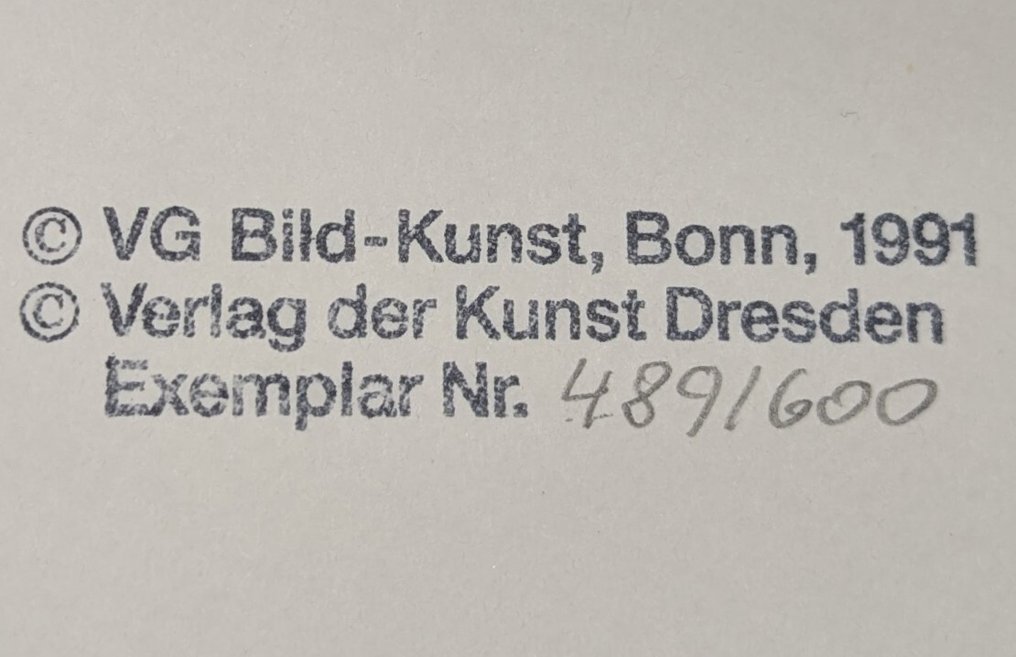 © VG Bild-Kunst, Bonn, 1991
© Verlag der Kunst Dresden
Exemplar Nr. 489/600